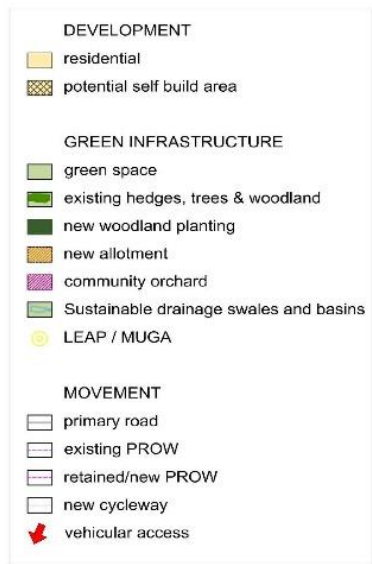 DEVELOPMENT
residential
potential self build area
GREEN INFRASTRUCTURE
green space
existing hedges, trees & woodland
new woodland planting
new allotment
community orchard
Sustainable drainage swales and basins
LEAP / MUGA
MOVEMENT
primary road
existing PROW
retained/new PROW
new cycleway
vehicular access